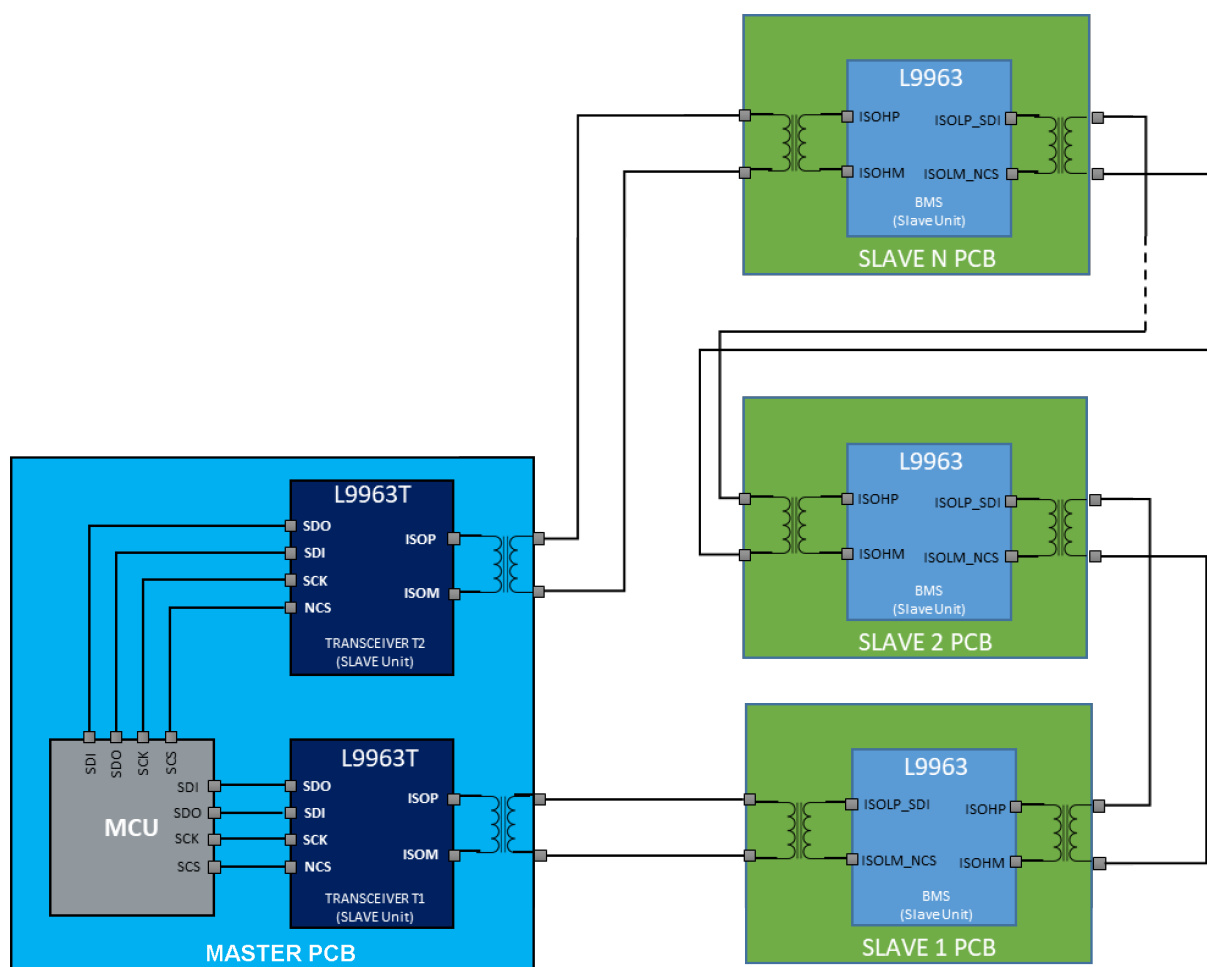 L9963
ISOHP
ISOLP_SDI
ISOHM
ISOLM_NCS
BMS
(Slave Unit)
SLAVE N PCB
L9963
ISOHP
ISOLP_SDI
ISOHM
ISOLM_NCS
BMS
(Slave Unit)
SLAVE 2 PCB
L9963T
SDO
SDI
SCK
NCS
ISOP
ISOM
TRANSCEIVER T2
(SLAVE Unit)
SDI
SDO
SCK
SCS
SDI
SDO
SCK
SCS
MCU
L9963T
SDO
SDI
SCK
NCS
ISOP
ISOM
TRANSCEIVER T1
(SLAVE Unit)
MASTER PCB
L9963
ISOLP_SDI
ISOHP
ISOLM_NCS
ISOHM
BMS
(Slave Unit)
SLAVE 1 PCB